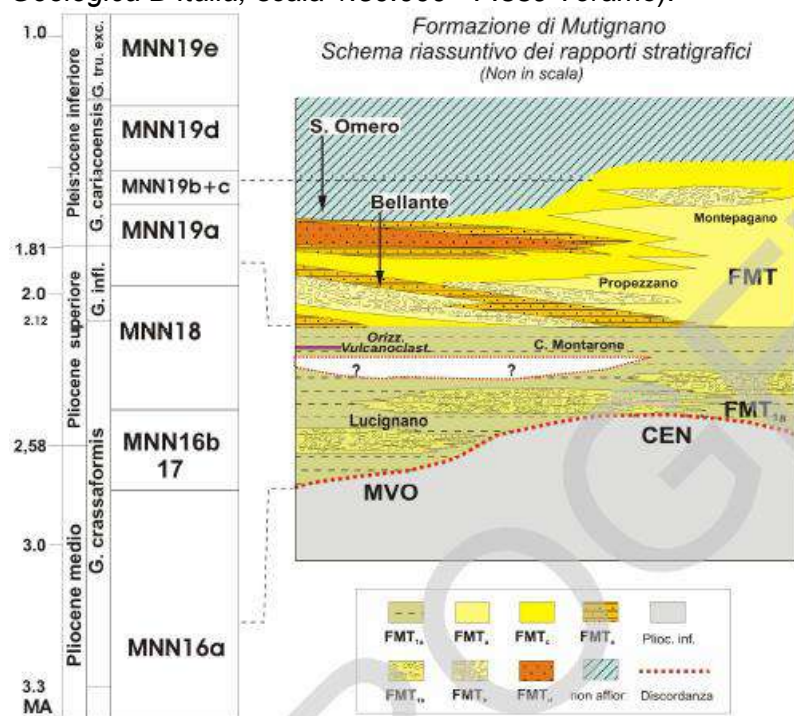 Geologica D'Italia, scala 1:50.000 - Fosso Teramo).
Formazione di Mutignano
Schema riassuntivo dei rapporti stratigrafici
(Non in scala)
1.0
1.81
2.0
2.12
2,58
3.0
3.3
MA
Pleistocene inferiore
Pliocene superiore
Pliocene medio
G. tru. exc.
G. cariacoensis
G. infl.
G. crassaformis
MNN19e
MNN19d
MNN19b+c
MNN19a
MNN18
MNN16b
17
MNN16a
S. Omero
Bellante
Montepagano
Propezzano
FMT
Orizz.
Vulcanoclast.
C. Montarone
?
?
Lucignano
FMT
CEN
MVO
FMT
FMT
FMT
FMT
Plioc. inf.
FMT
FMT
FMT
non affior
Discordanza